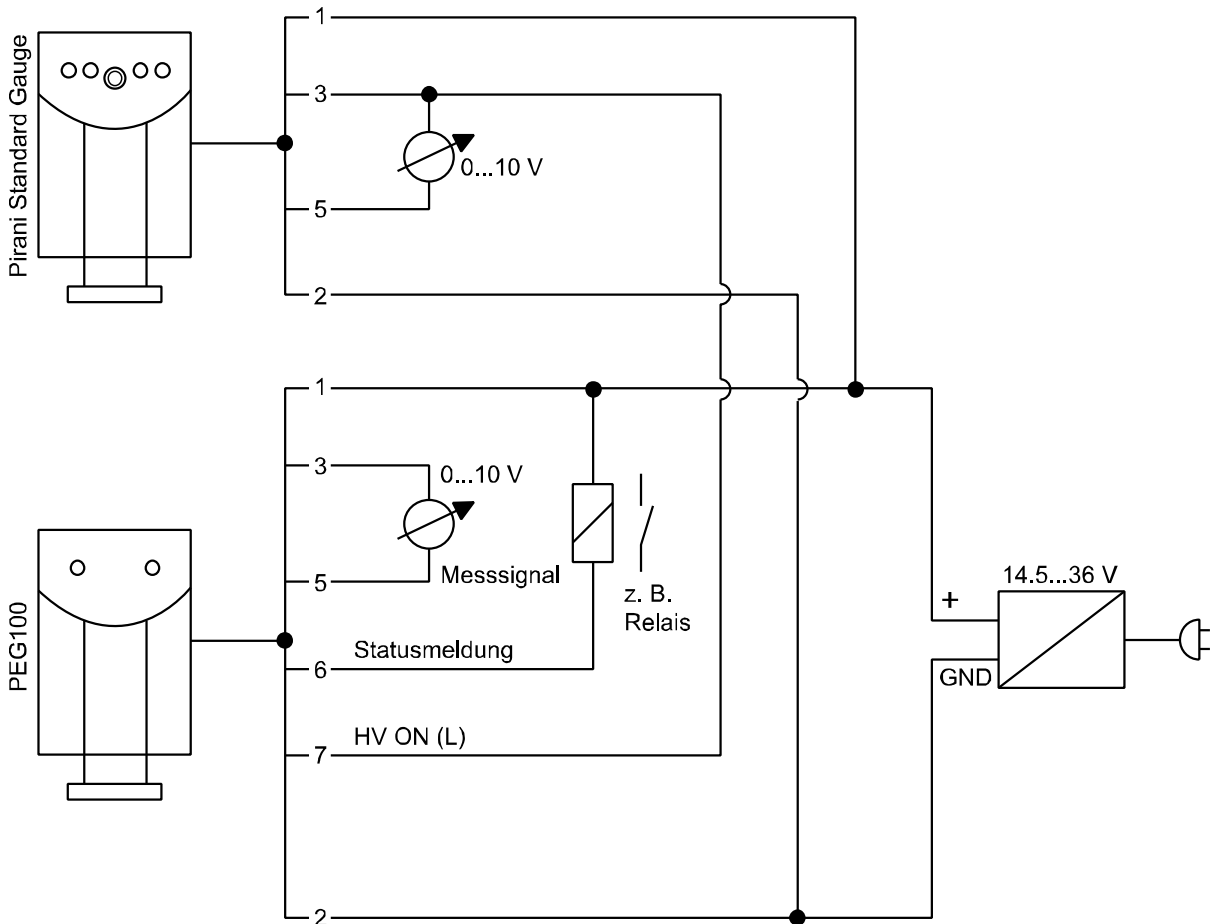 Pirani Standard Gauge
1
3
0...10 V
5
2
PEG100
1
3
0...10 V
5
Messsignal
z. B.
Relais
6
Statusmeldung
7
HV ON (L)
2
14.5...36 V
+
GND